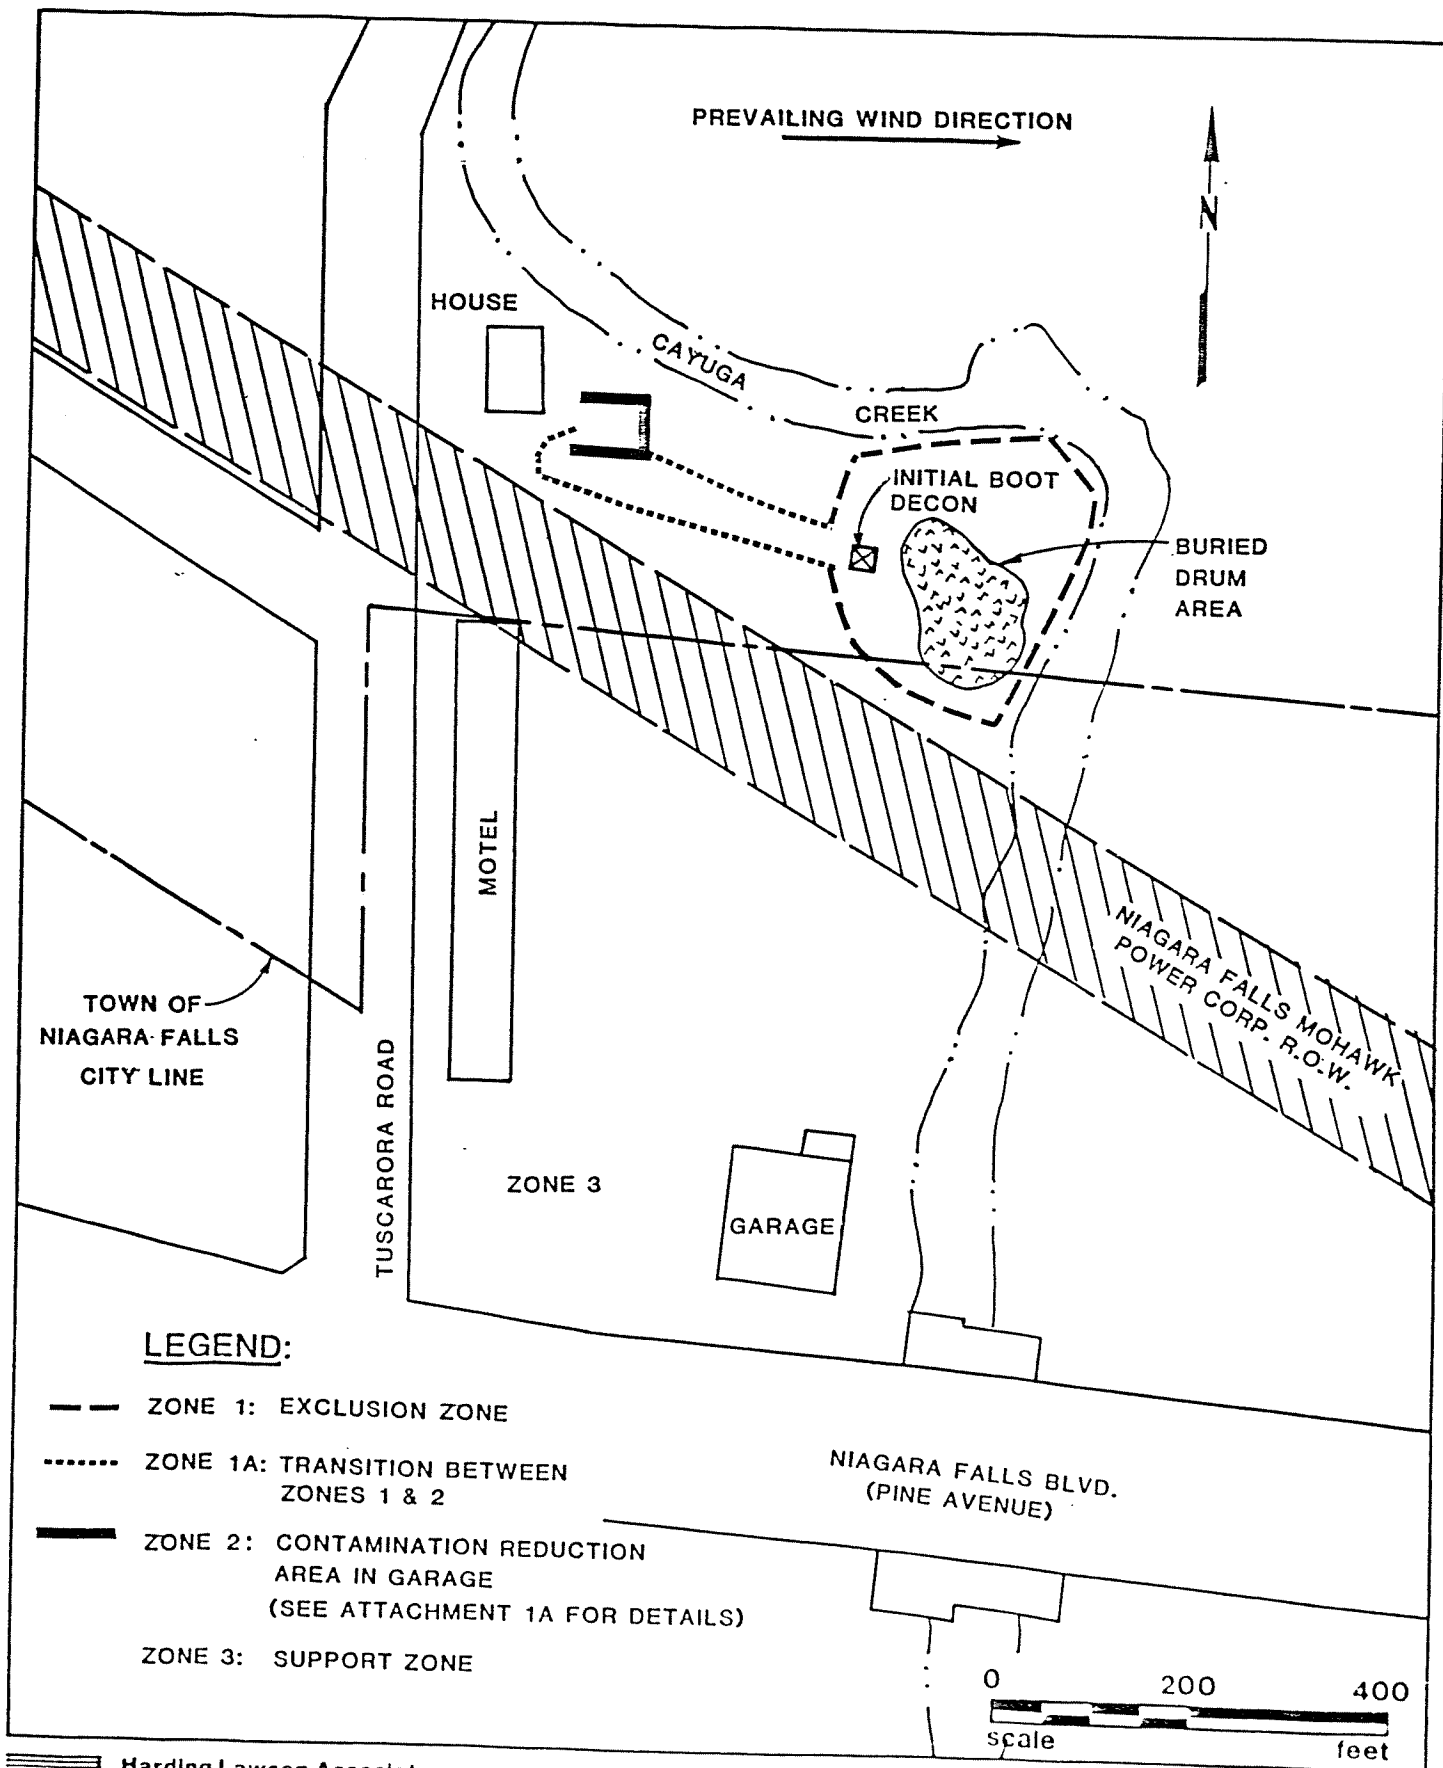 PREVAILING WIND DIRECTION
N
HOUSE
CAYUGA
CREEK
INITIAL BOOT
DECON
BURIED
DRUM
AREA
MOTEL
NIAGARA FALLS MOHAWK
POWER CORP. R.O.W.
TOWN OF
NIAGARA FALLS
CITY LINE
TUSCARORA ROAD
ZONE 3
GARAGE
LEGEND:
ZONE 1: EXCLUSION ZONE
ZONE 1A: TRANSITION BETWEEN
ZONES 1 & 2
ZONE 2: CONTAMINATION REDUCTION
AREA IN GARAGE
(SEE ATTACHMENT 1A FOR DETAILS)
ZONE 3: SUPPORT ZONE
NIAGARA FALLS BLVD.
(PINE AVENUE)
0 200 400
scale feet
Harding Lawson